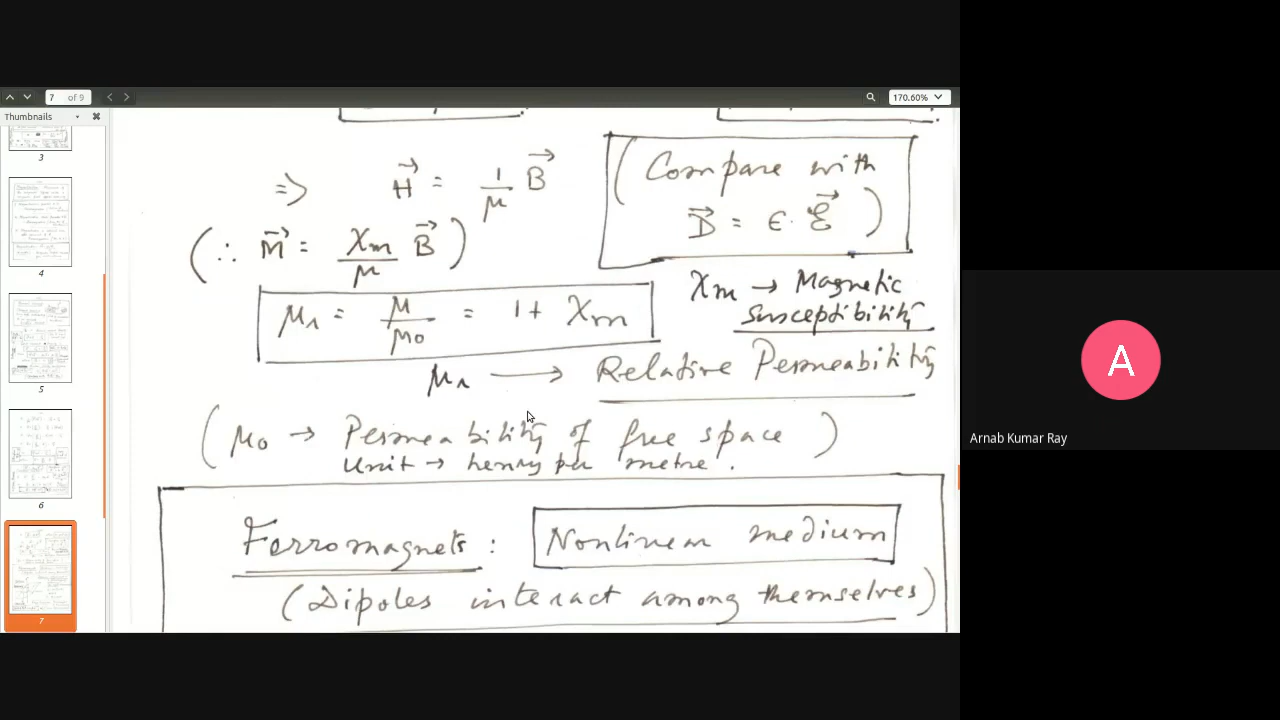 7 of 9
170.60%
Thumbnails
3
4
5
6
7
⇒ H⃗ = 1/μ B⃗
(Compare with
D⃗ = ϵ·ℰ⃗)
(∴ M⃗ = χm/μ B⃗)
χm → Magnetic
Susceptibility
μr = μ/μ0 = 1 + χm
μr → Relative Permeability
(μ0 → Permeability of free space)
Unit → henry per metre.
Ferromagnets: Nonlinear medium
(Dipoles interact among themselves)
A
Arnab Kumar Ray